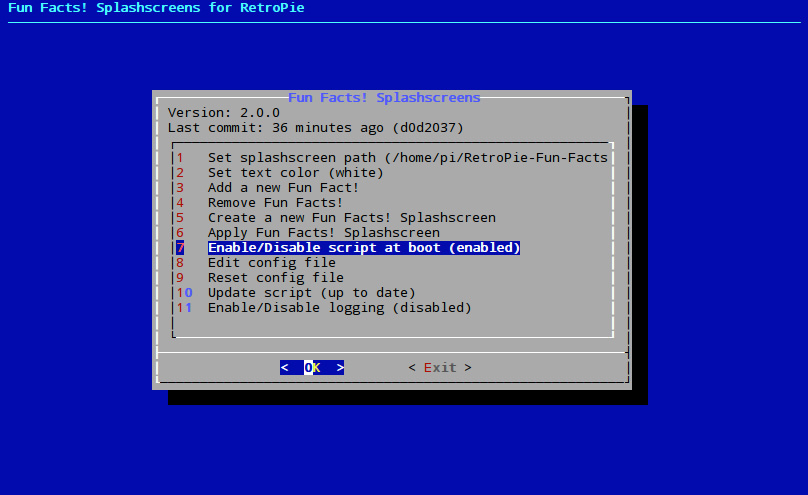 Fun Facts! Splashscreens for RetroPie
Fun Facts! Splashscreens
Version: 2.0.0
Last commit: 36 minutes ago (d0d2037)
1 Set splashscreen path (/home/pi/RetroPie-Fun-Facts
2 Set text color (white)
3 Add a new Fun Fact!
4 Remove Fun Facts!
5 Create a new Fun Facts! Splashscreen
6 Apply Fun Facts! Splashscreen
7 Enable/Disable script at boot (enabled)
8 Edit config file
9 Reset config file
10 Update script (up to date)
11 Enable/Disable logging (disabled)
< OK > < Exit >